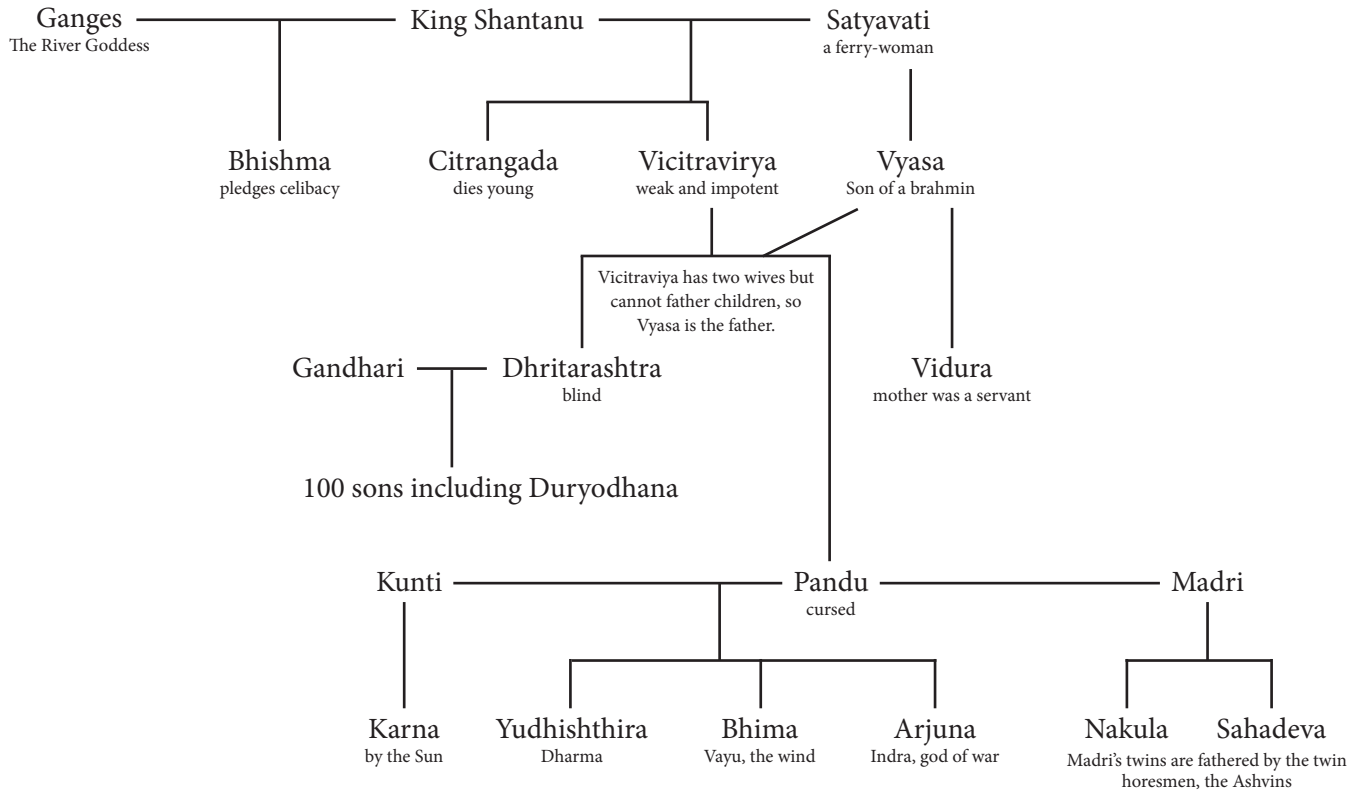 Ganges
The River Goddess
King Shantanu
Satyavati
a ferry-woman
Bhishma
pledges celibacy
Citrangada
dies young
Vicitravirya
weak and impotent
Vyasa
Son of a brahmin
Vicitraviya has two wives but
cannot father children, so
Vyasa is the father.
Gandhari
Dhritarashtra
blind
Vidura
mother was a servant
100 sons including Duryodhana
Kunti
Pandu
cursed
Madri
Karna
by the Sun
Yudhishthira
Dharma
Bhima
Vayu, the wind
Arjuna
Indra, god of war
Nakula
Sahadeva
Madri's twins are fathered by the twin
horesmen, the Ashvins